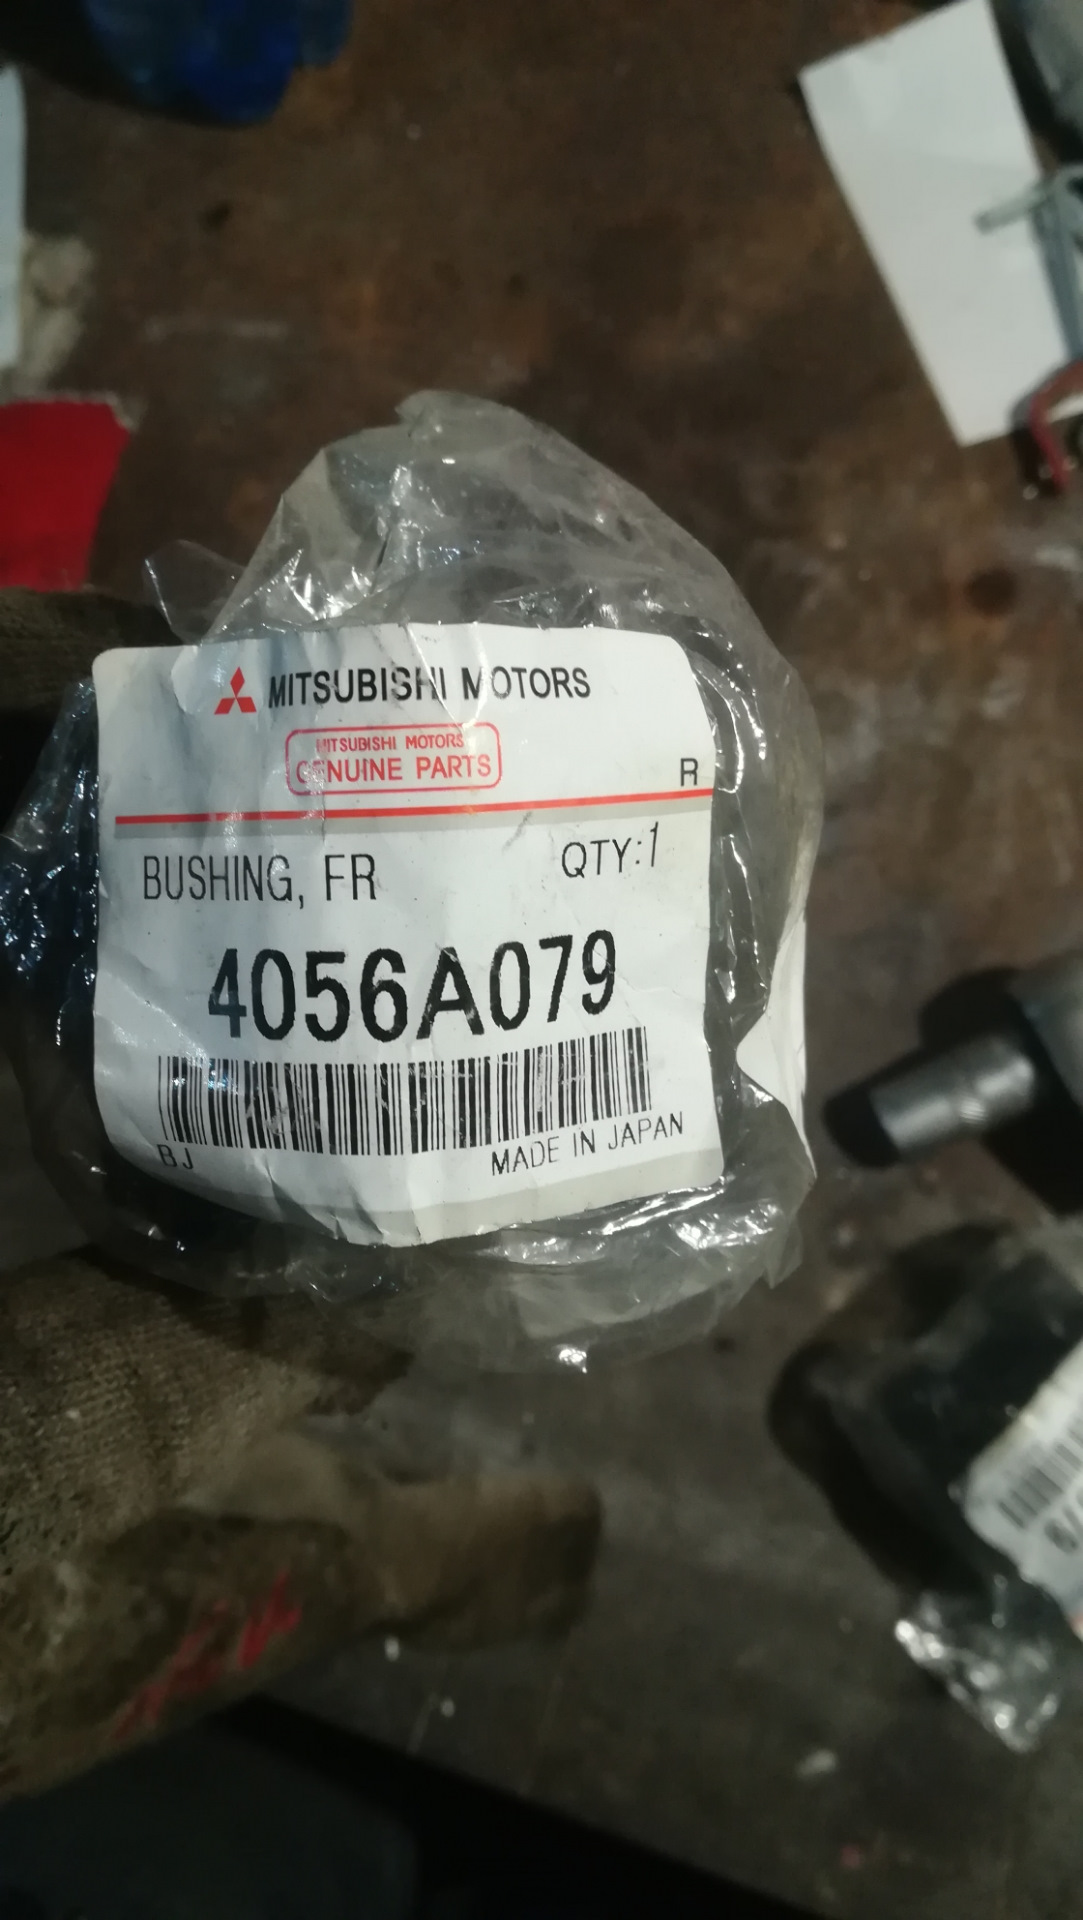 MITSUBISHI MOTORS
MITSUBISHI MOTORS
GENUINE PARTS
R
BUSHING, FR
QTY:1
4056A079
BJ
MADE IN JAPAN